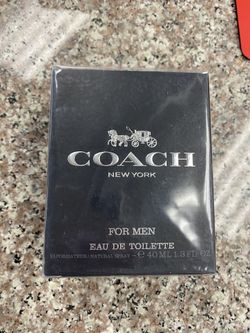 COACH
NEW YORK
FOR MEN
EAU DE TOILETTE
VAPORISATEUR / NATURAL SPRAY - ℮ 40 ML 1.3 FL.OZ